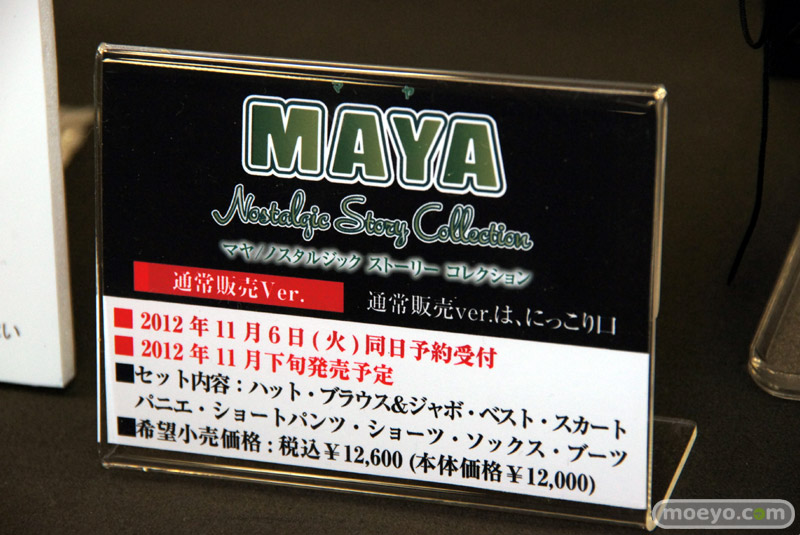 マヤ
MAYA
Nostalgic Story Collection
マヤ/ノスタルジック ストーリー コレクション
通常販売Ver.
通常販売ver.は、にっこり口
■2012年11月6日(火)同日予約受付
■2012年11月下旬発売予定
■セット内容：ハット・ブラウス&ジャボ・ベスト・スカート
パニエ・ショートパンツ・ショーツ・ソックス・ブーツ
■希望小売価格：税込￥12,600 (本体価格￥12,000)
い
moeyo.com